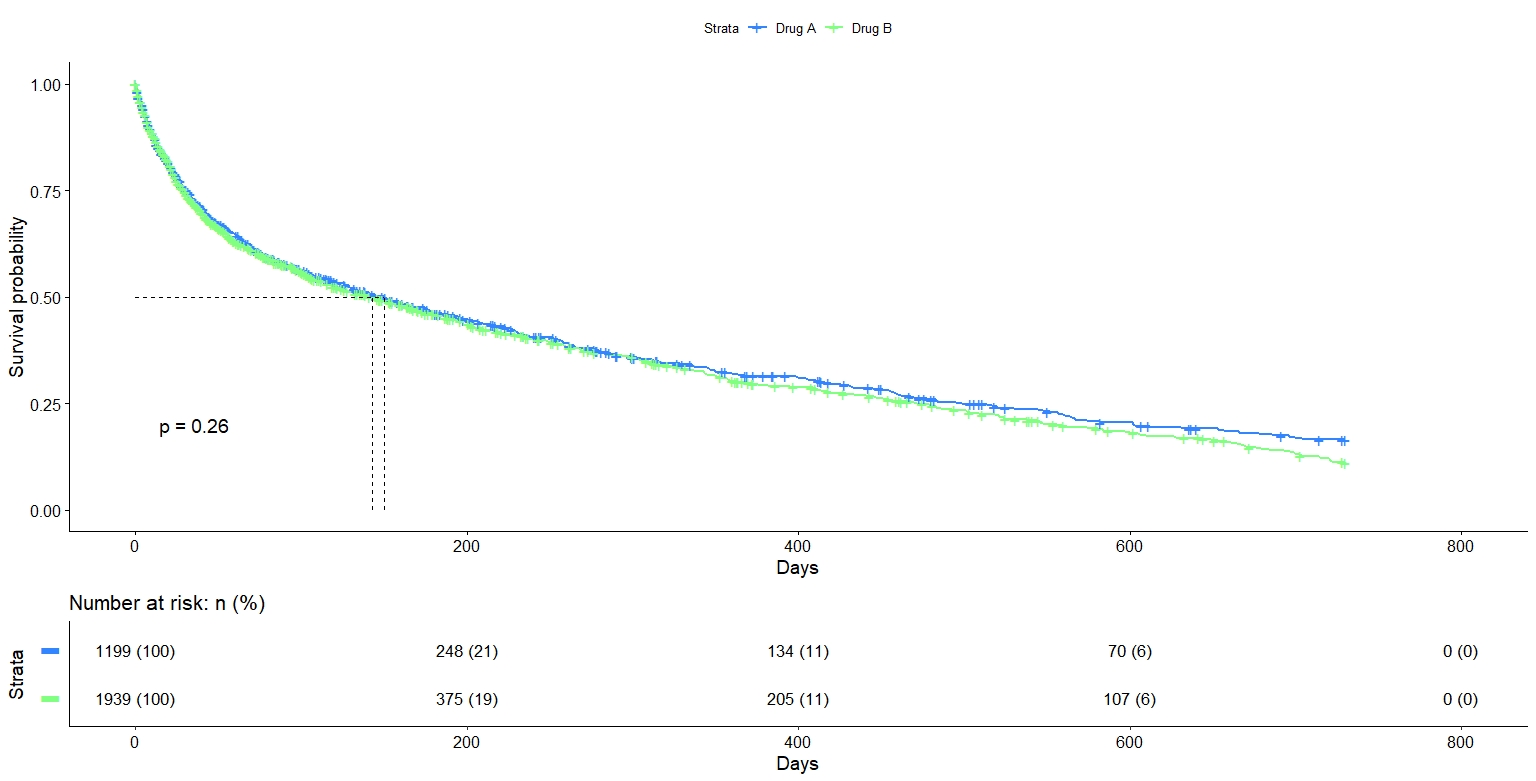 Strata Drug A Drug B
1.00
0.75
0.50
0.25
0.00
Survival probability
p = 0.26
0 200 400 600 800
Days
Number at risk: n (%)
Strata
1199 (100) 248 (21) 134 (11) 70 (6) 0 (0)
1939 (100) 375 (19) 205 (11) 107 (6) 0 (0)
0 200 400 600 800
Days